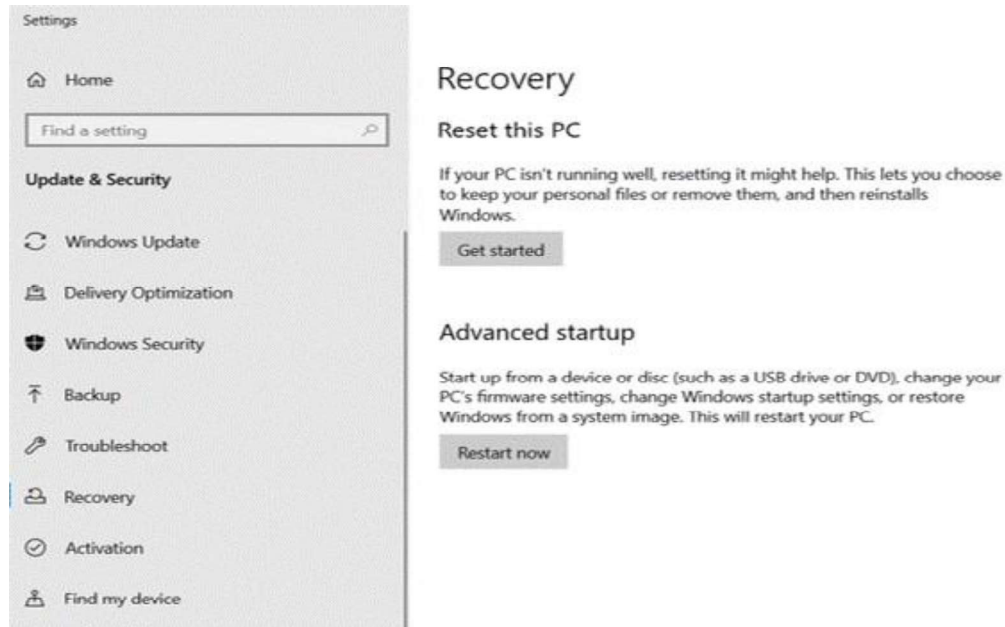 Settings
Home
Find a setting
Update & Security
Windows Update
Delivery Optimization
Windows Security
Backup
Troubleshoot
Recovery
Activation
Find my device
Recovery
Reset this PC
If your PC isn't running well, resetting it might help. This lets you choose
to keep your personal files or remove them, and then reinstalls
Windows.
Get started
Advanced startup
Start up from a device or disc (such as a USB drive or DVD), change your
PC's firmware settings, change Windows startup settings, or restore
Windows from a system image. This will restart your PC.
Restart now